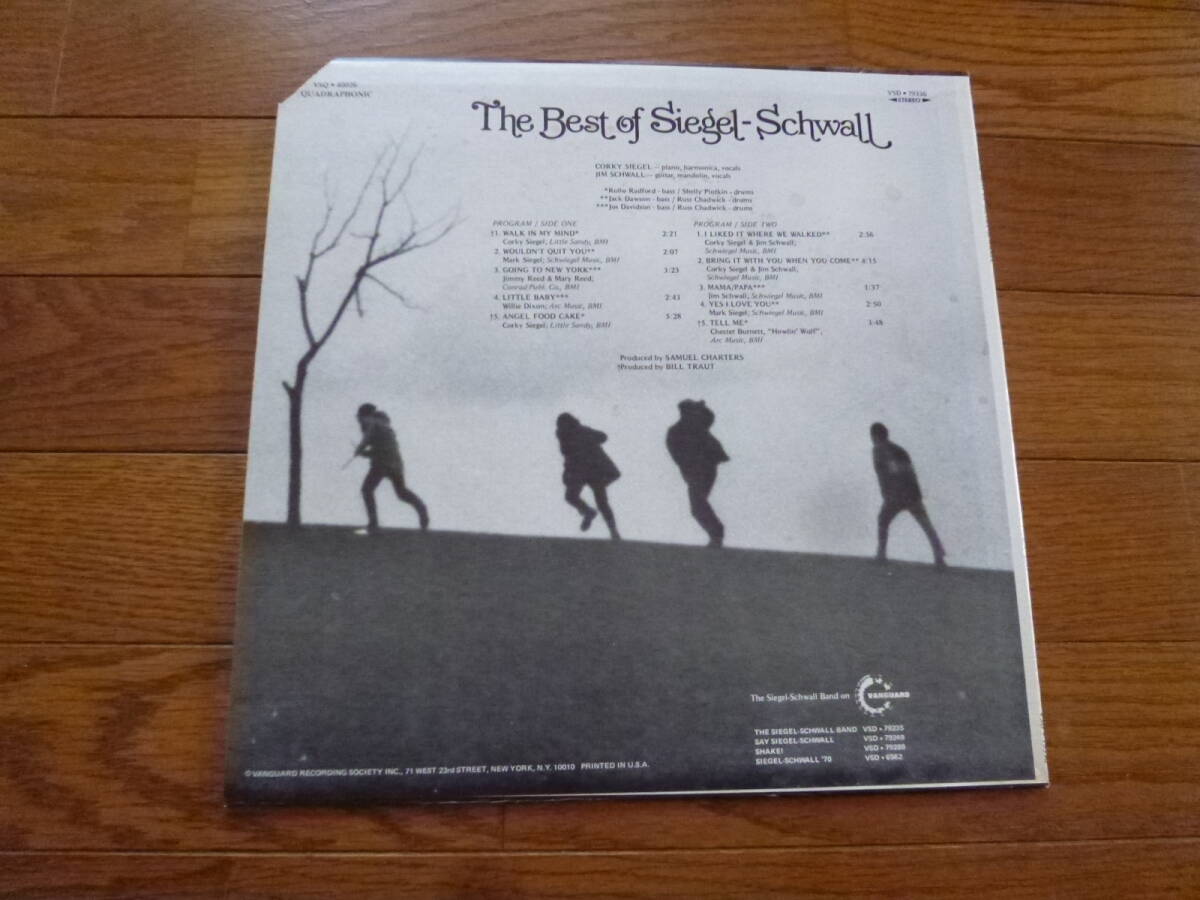 VSQ • 40026
QUADRAPHONIC
VSD • 79336
STEREO
The Best of Siegel-Schwall
CORKY SIEGEL — piano, harmonica, vocals
JIM SCHWALL — guitar, mandolin, vocals
*Rollo Radford - bass / Shelly Plotkin - drums
**Jack Dawson - bass / Russ Chadwick - drums
***Jos Davidson - bass / Russ Chadwick - drums
PROGRAM / SIDE ONE
†1. WALK IN MY MIND* 2:21
Corky Siegel; Little Sandy, BMI
2. WOULDN'T QUIT YOU** 2:07
Mark Siegel; Schwiegel Music, BMI
3. GOING TO NEW YORK*** 3:23
Jimmy Reed & Mary Reed;
Conrad Publ. Co., BMI
4. LITTLE BABY*** 2:43
Willie Dixon; Arc Music, BMI
†5. ANGEL FOOD CAKE* 5:28
Corky Siegel; Little Sandy, BMI
PROGRAM / SIDE TWO
1. I LIKED IT WHERE WE WALKED** 2:56
Corky Siegel & Jim Schwall;
Schwiegel Music, BMI
2. BRING IT WITH YOU WHEN YOU COME** 4:15
Corky Siegel & Jim Schwall;
Schwiegel Music, BMI
3. MAMA/PAPA*** 1:37
Jim Schwall; Schwiegel Music, BMI
4. YES I LOVE YOU** 2:50
Mark Siegel; Schwiegel Music, BMI
†5. TELL ME* 3:48
Chester Burnett, "Howlin' Wolf",
Arc Music, BMI
Produced by SAMUEL CHARTERS
†Produced by BILL TRAUT
The Siegel-Schwall Band on
VANGUARD
THE SIEGEL-SCHWALL BAND VSD • 79235
SAY SIEGEL-SCHWALL VSD • 79249
SHAKE! VSD • 79289
SIEGEL-SCHWALL '70 VSD • 6562
© VANGUARD RECORDING SOCIETY INC., 71 WEST 23rd STREET, NEW YORK, N.Y. 10010 PRINTED IN U.S.A.